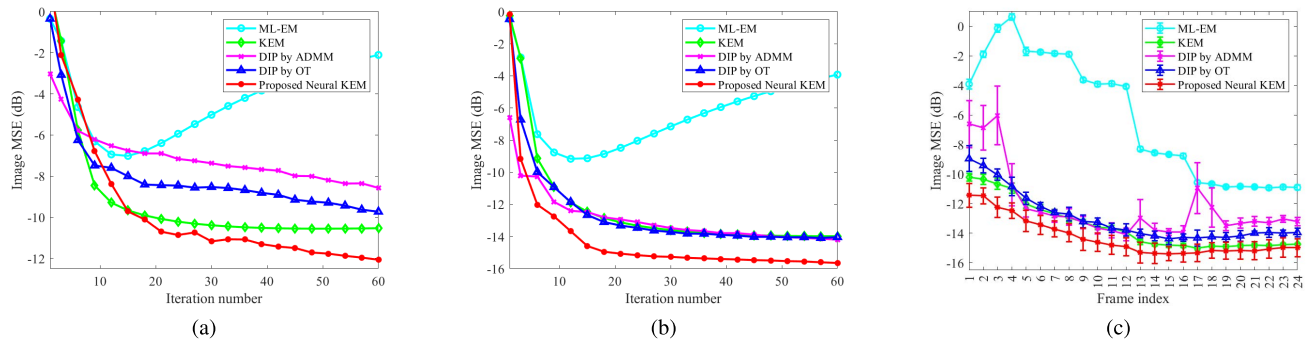 0
-2
-4
-6
-8
-10
-12
Image MSE (dB)
10 20 30 40 50 60
Iteration number
ML-EM
KEM
DIP by ADMM
DIP by OT
Proposed Neural KEM
(a)
0
-2
-4
-6
-8
-10
-12
-14
-16
Image MSE (dB)
10 20 30 40 50 60
Iteration number
ML-EM
KEM
DIP by ADMM
DIP by OT
Proposed Neural KEM
(b)
0
-2
-4
-6
-8
-10
-12
-14
-16
Image MSE (dB)
1 2 3 4 5 6 7 8 9 10 11 12 13 14 15 16 17 18 19 20 21 22 23 24
Frame index
ML-EM
KEM
DIP by ADMM
DIP by OT
Proposed Neural KEM
(c)